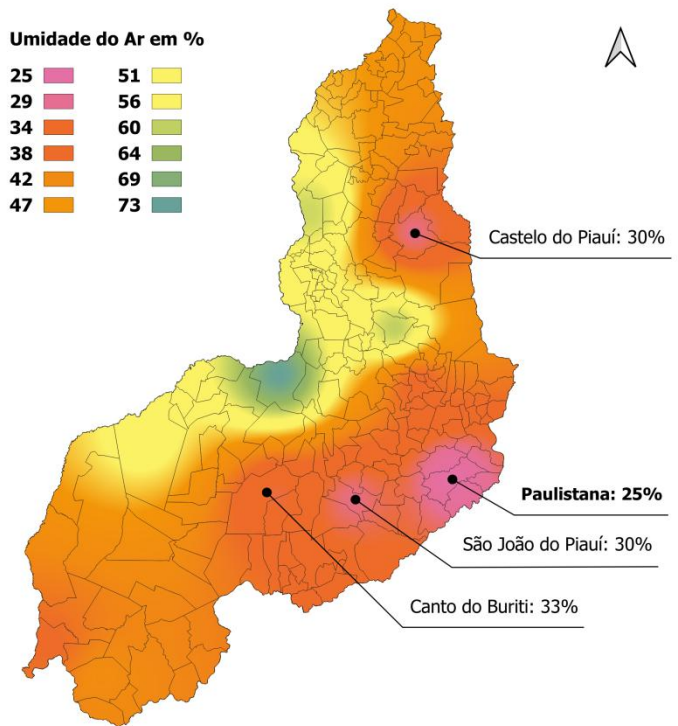 Umidade do Ar em %
25 51
29 56
34 60
38 64
42 69
47 73
Castelo do Piauí: 30%
Paulistana: 25%
São João do Piauí: 30%
Canto do Buriti: 33%